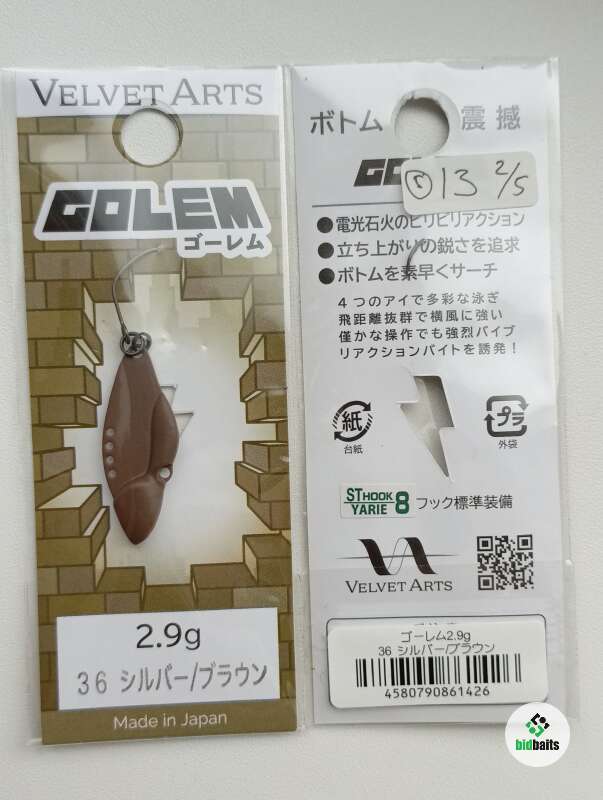 VELVET ARTS
GOLEM
ゴーレム
2.9g
36 シルバー/ブラウン
Made in Japan
ボトム 震撼
GO
① 13 2/5
●電光石火のビリビリアクション
●立ち上がりの鋭さを追求
●ボトムを素早くサーチ
4つのアイで多彩な泳ぎ
飛距離抜群で横風に強い
僅かな操作でも強烈バイブ
リアクションバイトを誘発！
紙
台紙
プラ
外袋
ST HOOK
YARIE 8 フック標準装備
VELVET ARTS
ゴーレム2.9g
36 シルバー/ブラウン
4580790861426
bidbaits